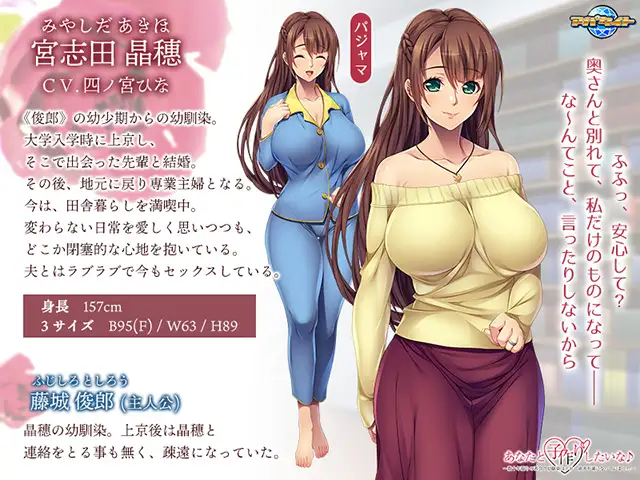 みやしだ あきほ
宮志田 晶穂
CV.四ノ宮ひな
《俊郎》の幼少期からの幼馴染。
大学入学時に上京し、
そこで出会った先輩と結婚。
その後、地元に戻り専業主婦となる。
今は、田舎暮らしを満喫中。
変わらない日常を愛しく思いつつも、
どこか閉塞的な心地を抱いている。
夫とはラブラブで今もセックスしている。
身長 157cm
3サイズ B95(F) / W63 / H89
ふじしろ としろう
藤城 俊郎 (主人公)
晶穂の幼馴染。上京後は晶穂と
連絡をとる事も無く、疎遠になっていた。
パジャマ
アパタイト
ふふっ、安心して?
奥さんと別れて、私だけのものになって――
な~んてこと、言ったりしないから
あなたと子作りしたいな♪